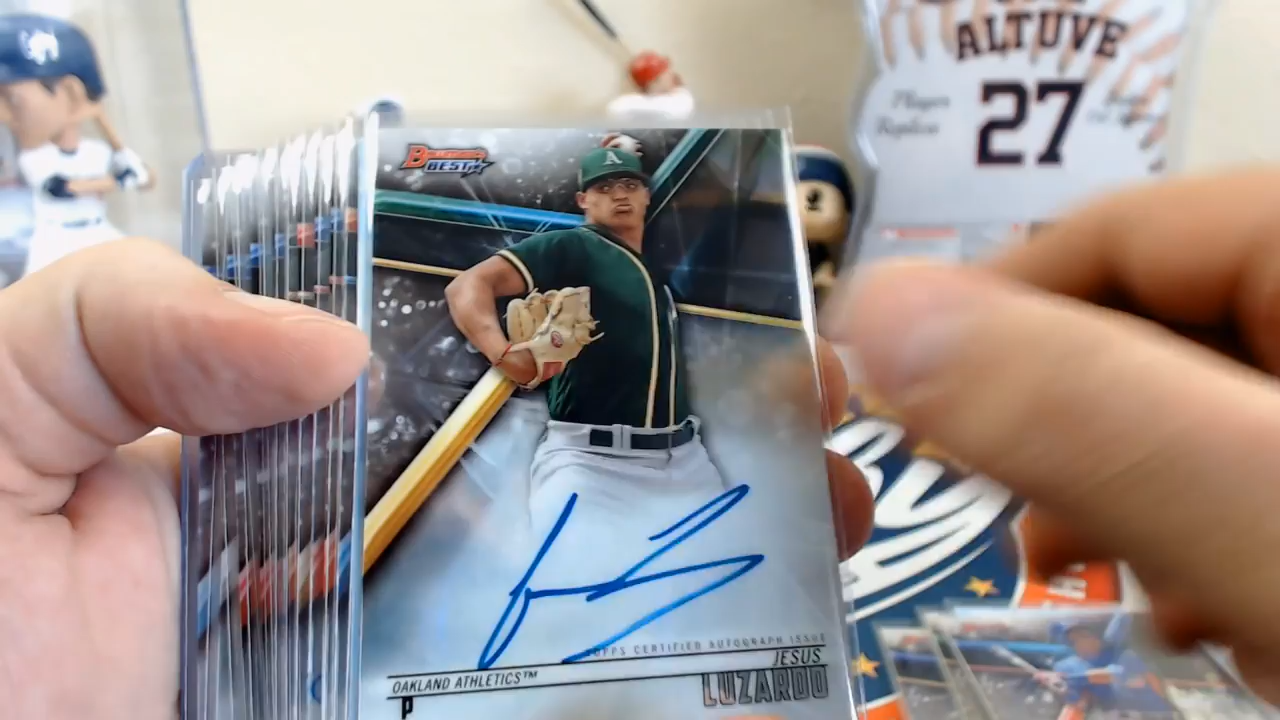 ALTUVE
27
Player
Replica
BOWMAN'S
BEST
A
TOPPS CERTIFIED AUTOGRAPH ISSUE
JESUS
LUZARDO
OAKLAND ATHLETICS™
P